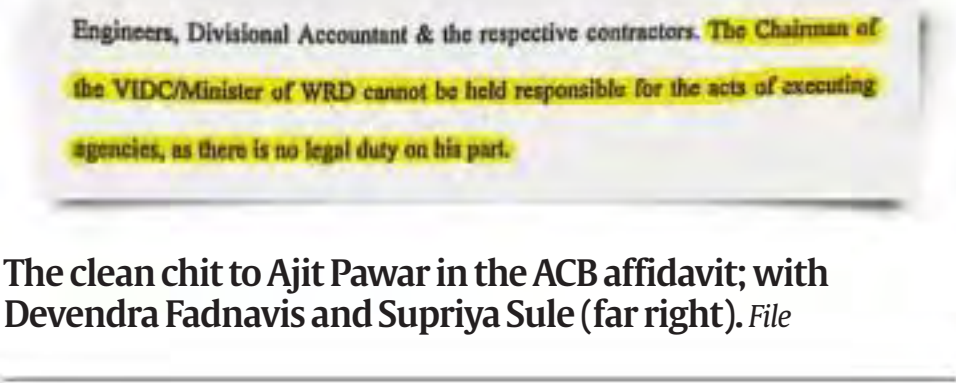 Engineers, Divisional Accountant & the respective contractors. The Chairman of
the VIDC/Minister of WRD cannot be held responsible for the acts of executing
agencies, as there is no legal duty on his part.
The clean chit to Ajit Pawar in the ACB affidavit; with
Devendra Fadnavis and Supriya Sule (far right). File